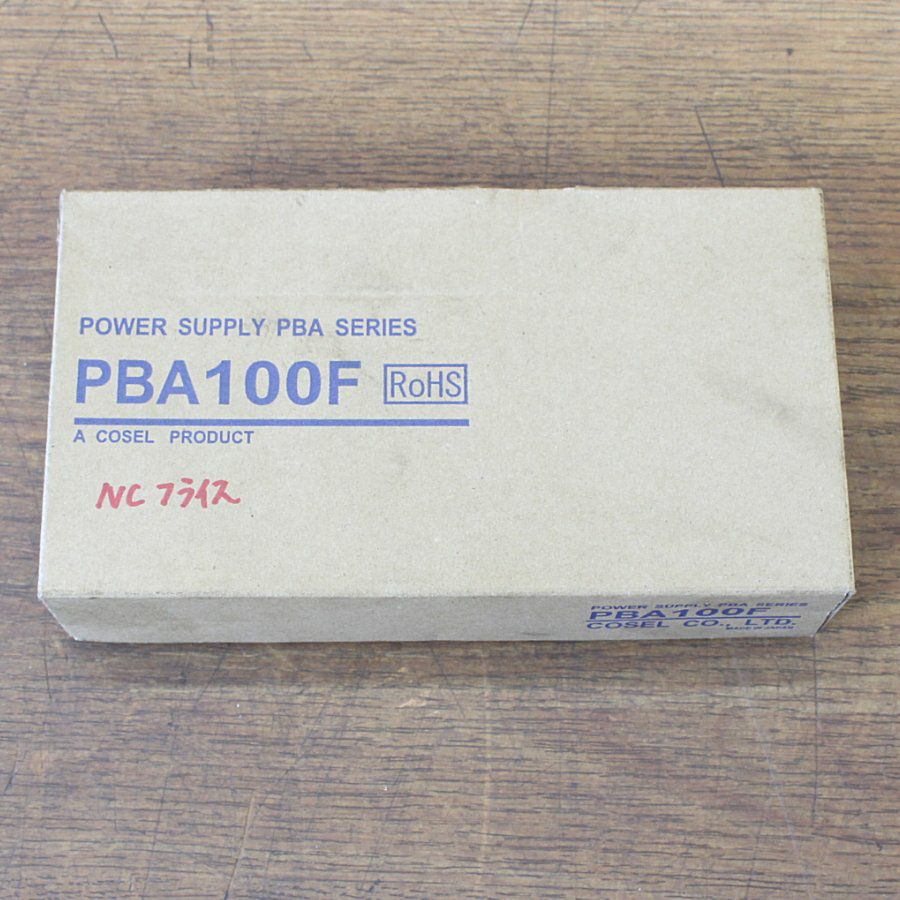 POWER SUPPLY PBA SERIES
PBA100F RoHS
A COSEL PRODUCT
NC フライス
POWER SUPPLY PBA SERIES
PBA100F
COSEL CO., LTD.
MADE IN JAPAN